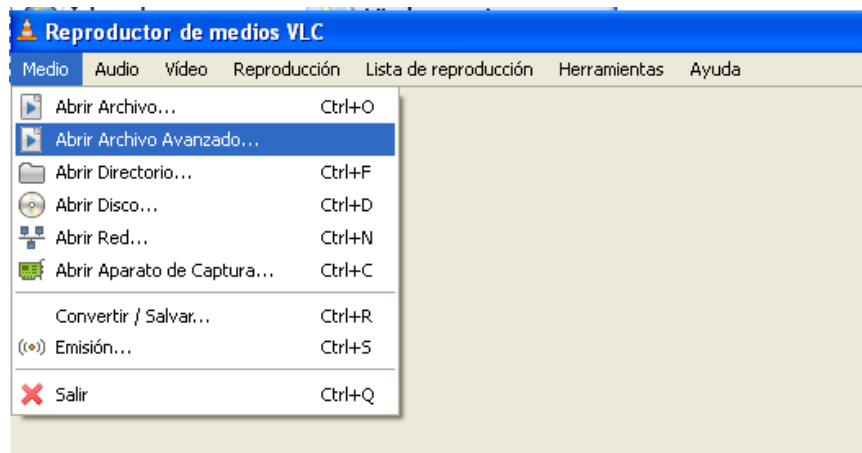 Reproductor de medios VLC
Medio Audio Vídeo Reproducción Lista de reproducción Herramientas Ayuda
Abrir Archivo... Ctrl+O
Abrir Archivo Avanzado...
Abrir Directorio... Ctrl+F
Abrir Disco... Ctrl+D
Abrir Red... Ctrl+N
Abrir Aparato de Captura... Ctrl+C
Convertir / Salvar... Ctrl+R
Emisión... Ctrl+S
Salir Ctrl+Q